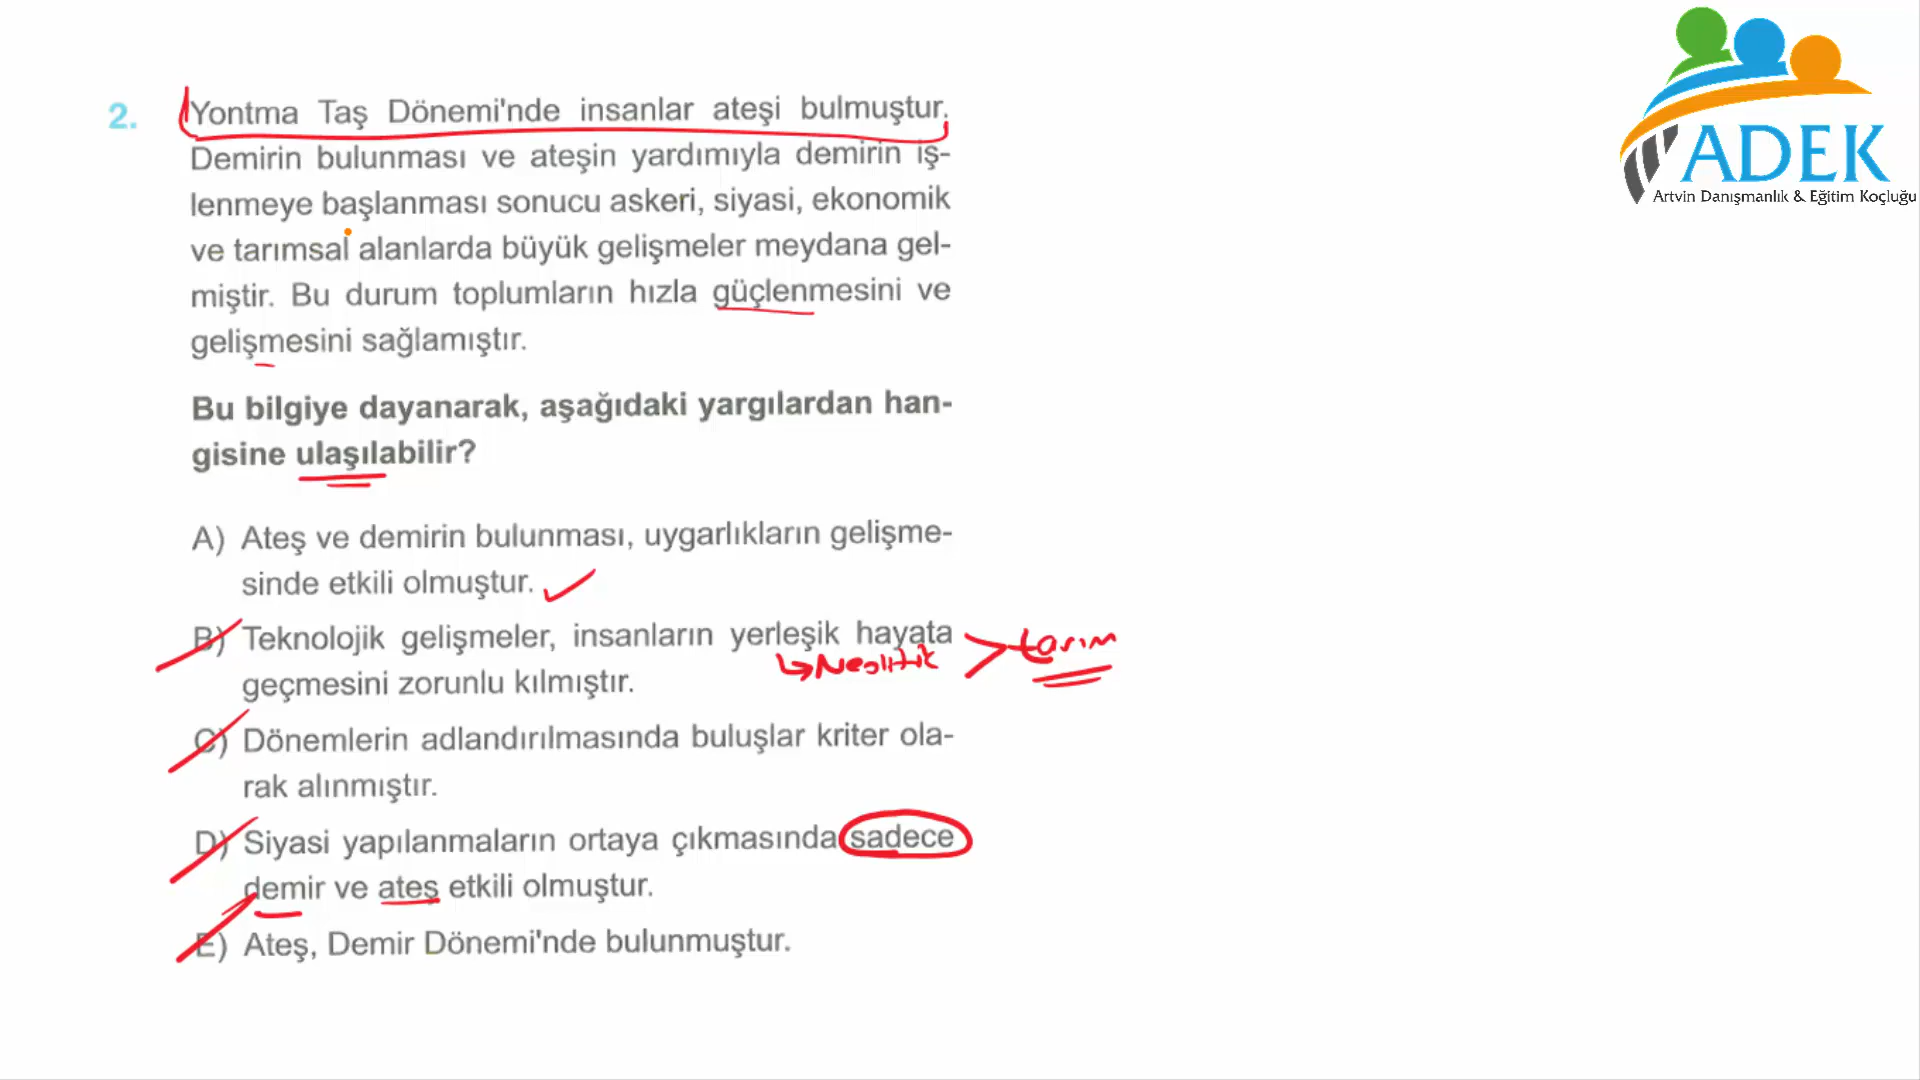 ADEK
Artvin Danışmanlık & Eğitim Koçluğu
2. Yontma Taş Dönemi'nde insanlar ateşi bulmuştur.
Demirin bulunması ve ateşin yardımıyla demirin iş-
lenmeye başlanması sonucu askeri, siyasi, ekonomik
ve tarımsal alanlarda büyük gelişmeler meydana gel-
miştir. Bu durum toplumların hızla güçlenmesini ve
gelişmesini sağlamıştır.
Bu bilgiye dayanarak, aşağıdaki yargılardan han-
gisine ulaşılabilir?
A) Ateş ve demirin bulunması, uygarlıkların gelişme-
sinde etkili olmuştur.
B) Teknolojik gelişmeler, insanların yerleşik hayata
tarım
Neolitik
geçmesini zorunlu kılmıştır.
C) Dönemlerin adlandırılmasında buluşlar kriter ola-
rak alınmıştır.
D) Siyasi yapılanmaların ortaya çıkmasında sadece
demir ve ateş etkili olmuştur.
E) Ateş, Demir Dönemi'nde bulunmuştur.